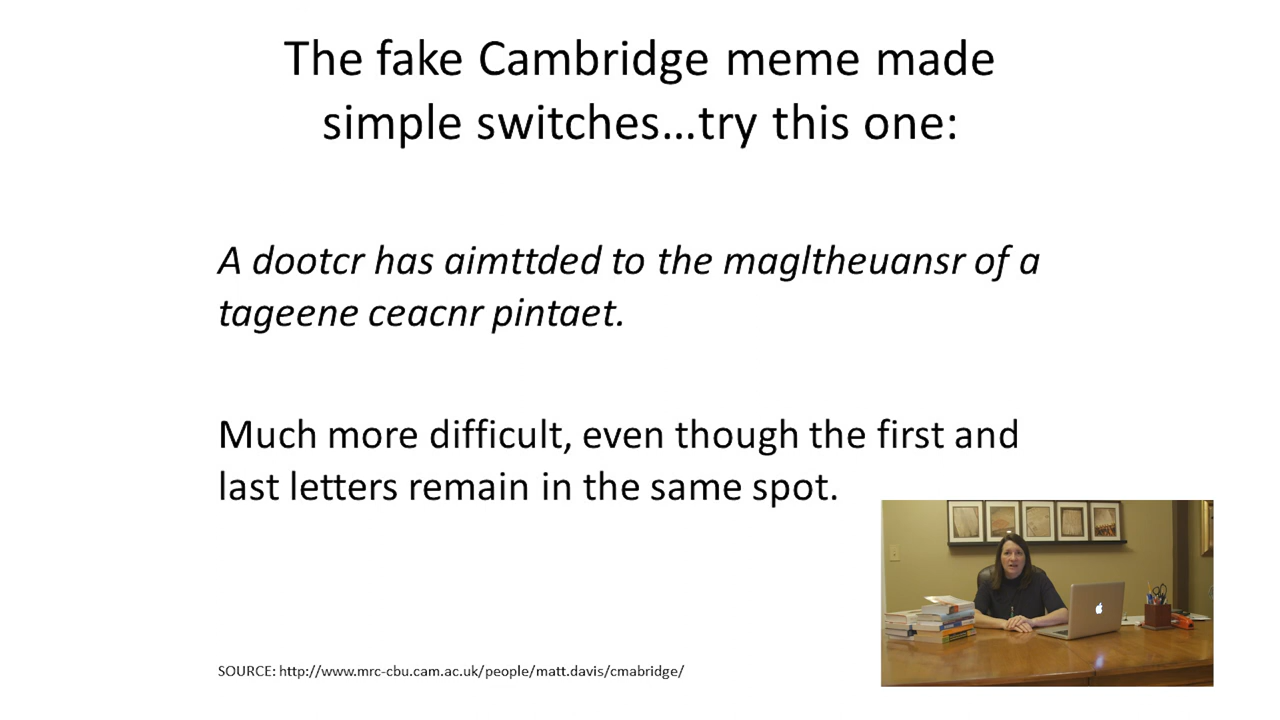 The fake Cambridge meme made
simple switches...try this one:
A dootcr has aimttded to the magltheuansr of a
tageene ceacnr pintaet.
Much more difficult, even though the first and
last letters remain in the same spot.
SOURCE: http://www.mrc-cbu.cam.ac.uk/people/matt.davis/cmabridge/